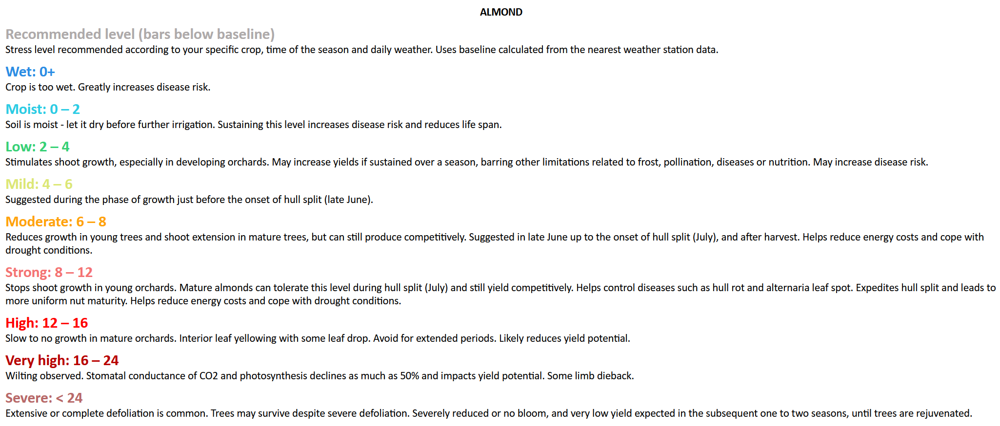 ALMOND
Recommended level (bars below baseline)
Stress level recommended according to your specific crop, time of the season and daily weather. Uses baseline calculated from the nearest weather station data.
Wet: 0+
Crop is too wet. Greatly increases disease risk.
Moist: 0 – 2
Soil is moist - let it dry before further irrigation. Sustaining this level increases disease risk and reduces life span.
Low: 2 – 4
Stimulates shoot growth, especially in developing orchards. May increase yields if sustained over a season, barring other limitations related to frost, pollination, diseases or nutrition. May increase disease risk.
Mild: 4 – 6
Suggested during the phase of growth just before the onset of hull split (late June).
Moderate: 6 – 8
Reduces growth in young trees and shoot extension in mature trees, but can still produce competitively. Suggested in late June up to the onset of hull split (July), and after harvest. Helps reduce energy costs and cope with
drought conditions.
Strong: 8 – 12
Stops shoot growth in young orchards. Mature almonds can tolerate this level during hull split (July) and still yield competitively. Helps control diseases such as hull rot and alternaria leaf spot. Expedites hull split and leads to
more uniform nut maturity. Helps reduce energy costs and cope with drought conditions.
High: 12 – 16
Slow to no growth in mature orchards. Interior leaf yellowing with some leaf drop. Avoid for extended periods. Likely reduces yield potential.
Very high: 16 – 24
Wilting observed. Stomatal conductance of CO2 and photosynthesis declines as much as 50% and impacts yield potential. Some limb dieback.
Severe: < 24
Extensive or complete defoliation is common. Trees may survive despite severe defoliation. Severely reduced or no bloom, and very low yield expected in the subsequent one to two seasons, until trees are rejuvenated.